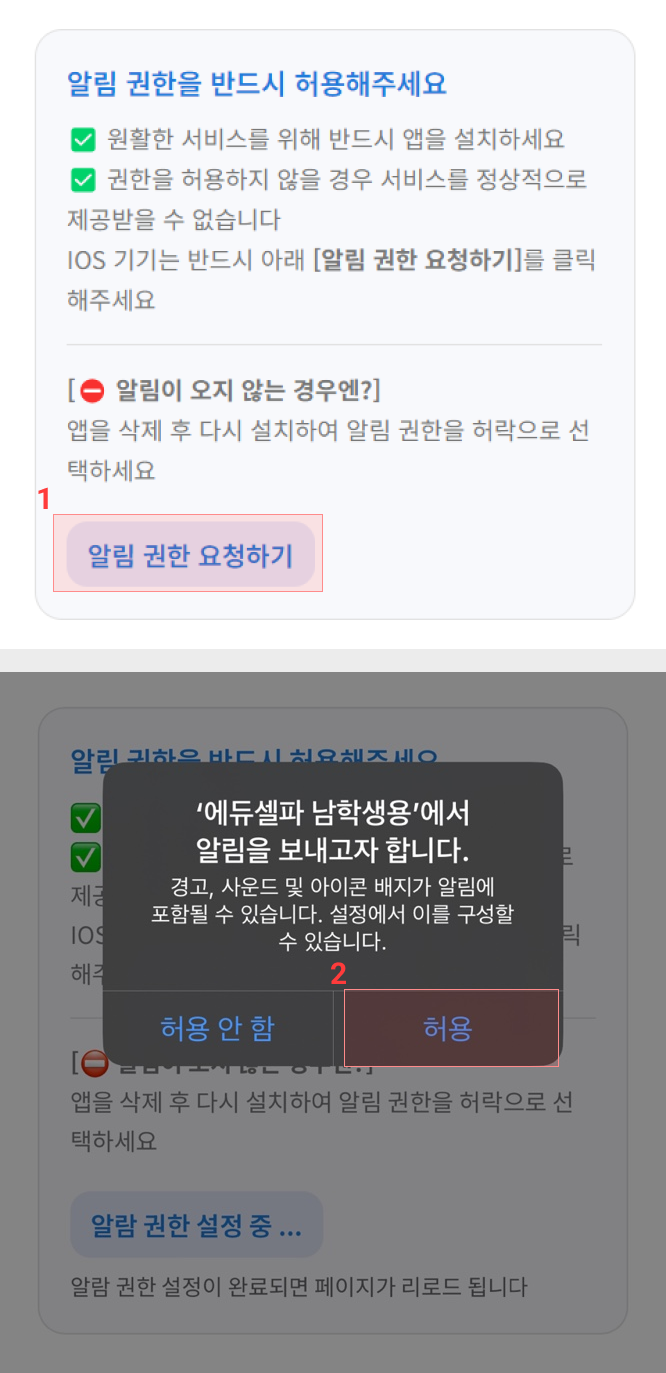 알림 권한을 반드시 허용해주세요
✅ 원활한 서비스를 위해 반드시 앱을 설치하세요
✅ 권한을 허용하지 않을 경우 서비스를 정상적으로
제공받을 수 없습니다
IOS 기기는 반드시 아래 [알림 권한 요청하기]를 클릭
해주세요
[⛔ 알림이 오지 않는 경우엔?]
앱을 삭제 후 다시 설치하여 알림 권한을 허락으로 선
택하세요
1
알림 권한 요청하기
알림 권한을 반드시 허용해주세요
‘에듀셀파 남학생용’에서
알림을 보내고자 합니다.
로
경고, 사운드 및 아이콘 배지가 알림에
제공
포함될 수 있습니다. 설정에서 이를 구성할
IOS
릭
수 있습니다.
해주
2
허용 안 함
허용
[⛔ 알림이 오지 않는 경우엔?]
앱을 삭제 후 다시 설치하여 알림 권한을 허락으로 선
택하세요
알람 권한 설정 중 ...
알람 권한 설정이 완료되면 페이지가 리로드 됩니다